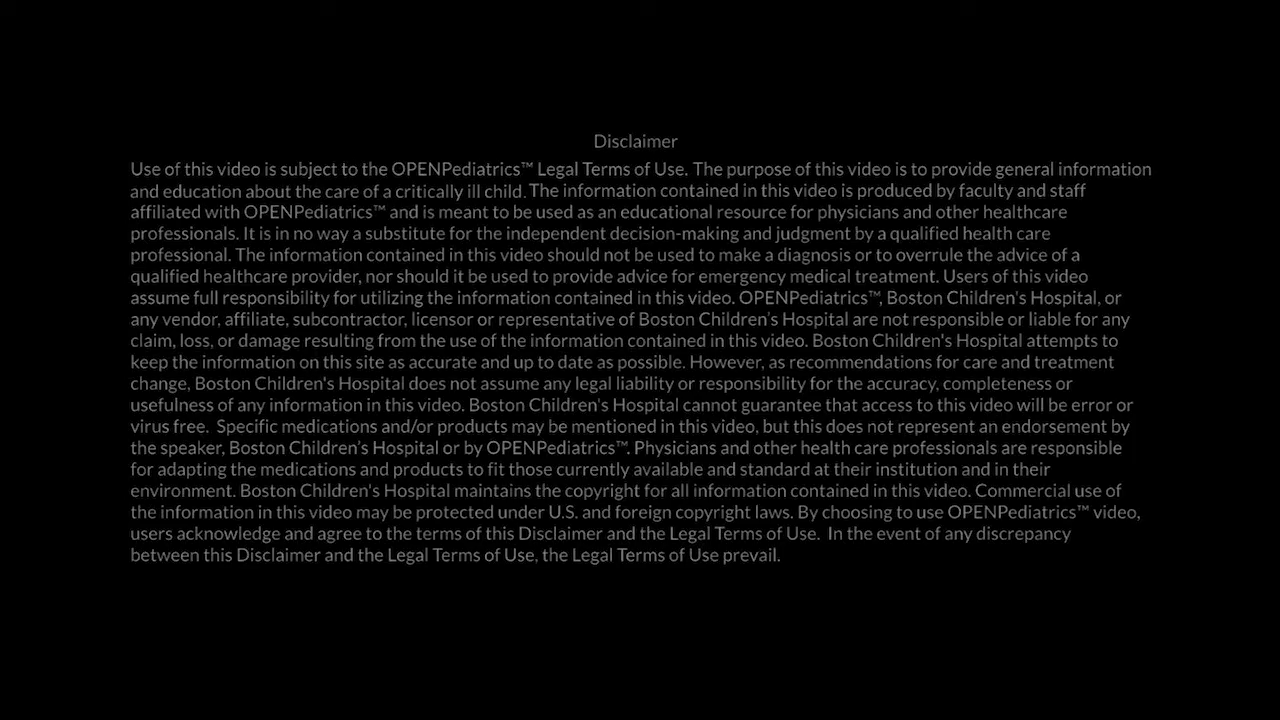 Disclaimer
Use of this video is subject to the OPENPediatrics™ Legal Terms of Use. The purpose of this video is to provide general information
and education about the care of a critically ill child. The information contained in this video is produced by faculty and staff
affiliated with OPENPediatrics™ and is meant to be used as an educational resource for physicians and other healthcare
professionals. It is in no way a substitute for the independent decision-making and judgment by a qualified health care
professional. The information contained in this video should not be used to make a diagnosis or to overrule the advice of a
qualified healthcare provider, nor should it be used to provide advice for emergency medical treatment. Users of this video
assume full responsibility for utilizing the information contained in this video. OPENPediatrics™, Boston Children's Hospital, or
any vendor, affiliate, subcontractor, licensor or representative of Boston Children's Hospital are not responsible or liable for any
claim, loss, or damage resulting from the use of the information contained in this video. Boston Children's Hospital attempts to
keep the information on this site as accurate and up to date as possible. However, as recommendations for care and treatment
change, Boston Children's Hospital does not assume any legal liability or responsibility for the accuracy, completeness or
usefulness of any information in this video. Boston Children's Hospital cannot guarantee that access to this video will be error or
virus free.  Specific medications and/or products may be mentioned in this video, but this does not represent an endorsement by
the speaker, Boston Children's Hospital or by OPENPediatrics™. Physicians and other health care professionals are responsible
for adapting the medications and products to fit those currently available and standard at their institution and in their
environment. Boston Children's Hospital maintains the copyright for all information contained in this video. Commercial use of
the information in this video may be protected under U.S. and foreign copyright laws. By choosing to use OPENPediatrics™ video,
users acknowledge and agree to the terms of this Disclaimer and the Legal Terms of Use.  In the event of any discrepancy
between this Disclaimer and the Legal Terms of Use, the Legal Terms of Use prevail.